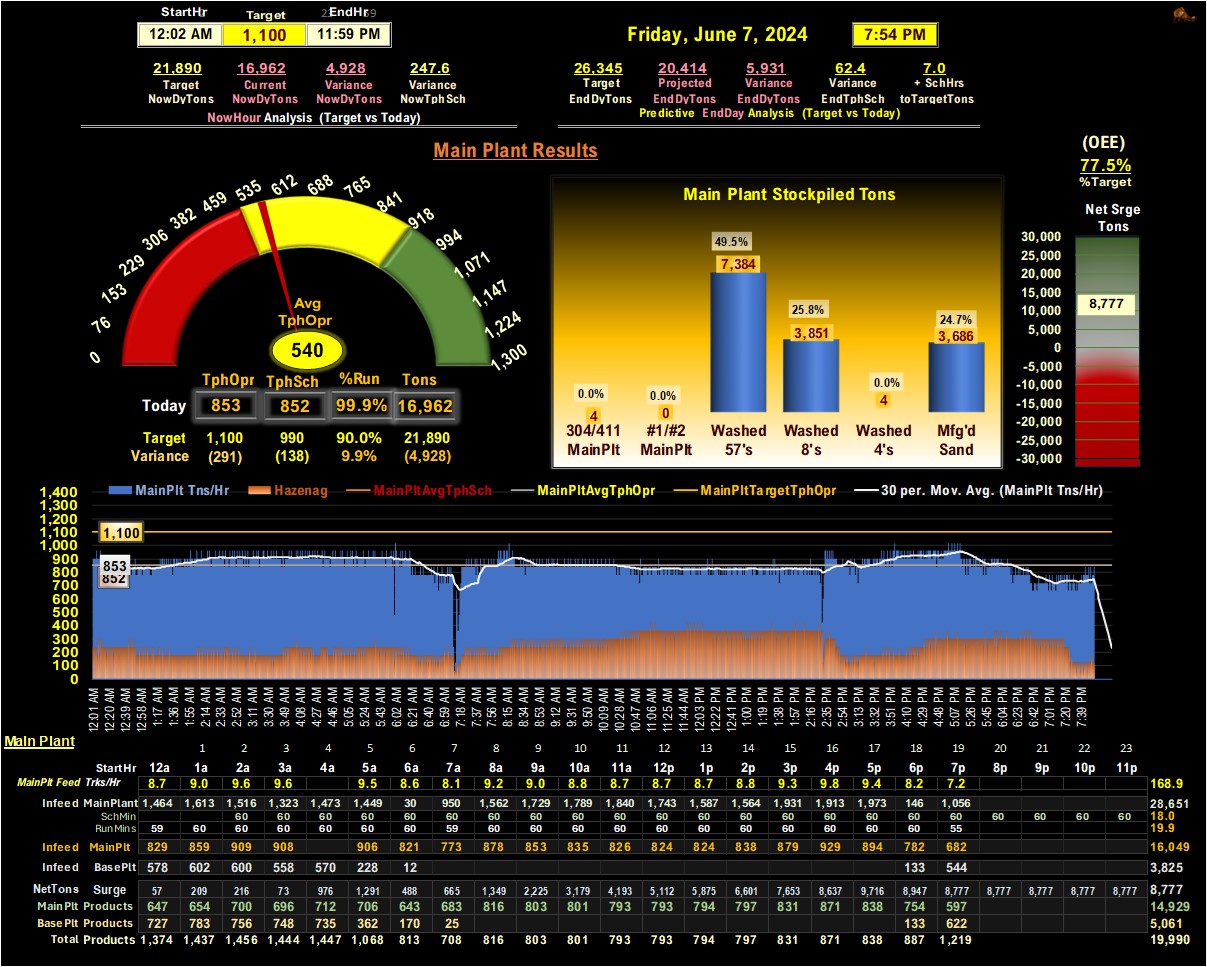 StartHr Target EndHr
12:02 AM 1,100 11:59 PM
Friday, June 7, 2024 7:54 PM
21,890 16,962 4,928 247.6
Target Current Variance Variance
NowDyTons NowDyTons NowDyTons NowTphSch
NowHour Analysis (Target vs Today)
26,345 20,414 5,931 62.4 7.0
Target Projected Variance Variance + SchHrs
EndDyTons EndDyTons EndDyTons EndTphSch toTargetTons
Predictive EndDay Analysis (Target vs Today)
Main Plant Results
(OEE)
77.5%
%Target
0 76 153 229 306 382 459 535 612 688 765 841 918 994 1,071 1,147 1,224 1,300
Avg
TphOpr
540
TphOpr TphSch %Run Tons
Today 853 852 99.9% 16,962
Target 1,100 990 90.0% 21,890
Variance (291) (138) 9.9% (4,928)
Main Plant Stockpiled Tons
0.0% 0.0% 49.5% 25.8% 0.0% 24.7%
4 0 7,384 3,851 4 3,686
304/411 #1/#2 Washed Washed Washed Mfg'd
MainPlt MainPlt 57's 8's 4's Sand
Net Srge
Tons
30,000
25,000
20,000
15,000
10,000
5,000
0
-5,000
-10,000
-15,000
-20,000
-25,000
-30,000
8,777
MainPlt Tns/Hr Hazenag MainPltAvgTphSch MainPltAvgTphOpr MainPltTargetTphOpr 30 per. Mov. Avg. (MainPlt Tns/Hr)
1,400
1,300
1,200
1,100
1,000
900
800
700
600
500
400
300
200
100
0
1,100
853
852
12:01 AM 12:20 AM 12:39 AM 12:58 AM 1:17 AM 1:36 AM 1:55 AM 2:14 AM 2:33 AM 2:52 AM 3:11 AM 3:30 AM 3:49 AM 4:08 AM 4:27 AM 4:46 AM 5:05 AM 5:24 AM 5:43 AM 6:02 AM 6:21 AM 6:40 AM 6:59 AM 7:18 AM 7:37 AM 7:56 AM 8:15 AM 8:34 AM 8:53 AM 9:12 AM 9:31 AM 9:50 AM 10:09 AM 10:28 AM 10:47 AM 11:06 AM 11:25 AM 11:44 AM 12:03 PM 12:22 PM 12:41 PM 1:00 PM 1:19 PM 1:38 PM 1:57 PM 2:16 PM 2:35 PM 2:54 PM 3:13 PM 3:32 PM 3:51 PM 4:10 PM 4:29 PM 4:48 PM 5:07 PM 5:26 PM 5:45 PM 6:04 PM 6:23 PM 6:42 PM 7:01 PM 7:20 PM 7:39 PM
Main Plant
1 2 3 4 5 6 7 8 9 10 11 12 13 14 15 16 17 18 19 20 21 22 23
StartHr 12a 1a 2a 3a 4a 5a 6a 7a 8a 9a 10a 11a 12p 1p 2p 3p 4p 5p 6p 7p 8p 9p 10p 11p
MainPlt Feed Trks/Hr 8.7 9.0 9.6 9.6 9.5 8.6 8.1 9.2 9.0 8.8 8.7 8.7 8.7 8.8 9.3 9.8 9.4 8.2 7.2 168.9
Infeed MainPlant 1,464 1,613 1,516 1,323 1,473 1,449 30 950 1,562 1,729 1,789 1,840 1,743 1,587 1,564 1,931 1,913 1,973 146 1,056 28,651
SchMin 60 60 60 60 60 60 60 60 60 60 60 60 60 60 60 60 60 60 60 60 60 60 18.0
RunMins 59 60 60 60 60 60 60 59 60 60 60 60 60 60 60 60 60 60 60 55 19.9
Infeed MainPlt 829 859 909 908 906 821 773 878 853 835 826 824 824 838 879 929 894 782 682 16,049
Infeed BasePlt 578 602 600 558 570 228 12 133 544 3,825
NetTons Surge 57 209 216 73 976 1,291 488 665 1,349 2,225 3,179 4,193 5,112 5,875 6,601 7,653 8,637 9,716 8,947 8,777 8,777 8,777 8,777 8,777 8,777
MainPlt Products 647 654 700 696 712 706 643 683 816 803 801 793 793 794 797 831 871 838 754 597 14,929
BasePlt Products 727 783 756 748 735 362 170 25 133 622 5,061
Total Products 1,374 1,437 1,456 1,444 1,447 1,068 813 708 816 803 801 793 793 794 797 831 871 838 887 1,219 19,990